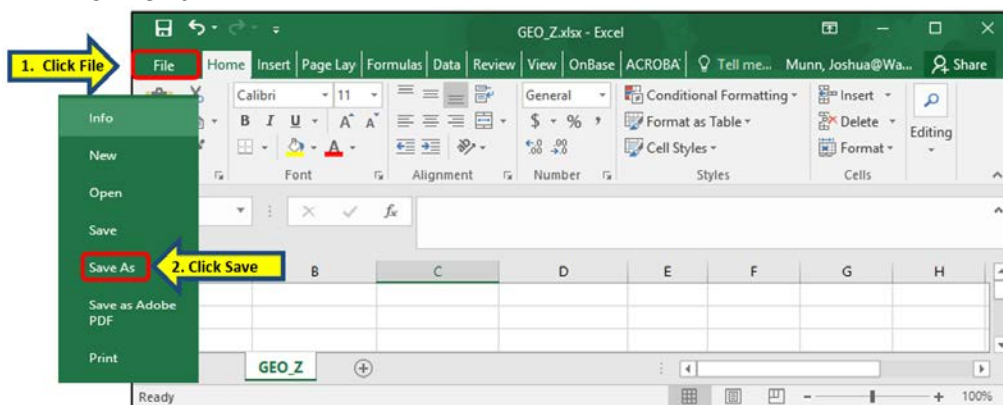 GEO_Z.xlsx - Excel
1. Click File
File Home Insert Page Lay Formulas Data Review View OnBase ACROBA Tell me... Munn, Joshua@Wa... Share
Calibri 11 General Conditional Formatting Insert
B I U A A $ % , Format as Table Delete Editing
A .00 .00 Cell Styles Format
Font Alignment Number Styles Cells
Info
New
Open
Save
Save As
Save as Adobe
PDF
Print
fx
2. Click Save
B C D E F G H
GEO_Z
Ready 100%